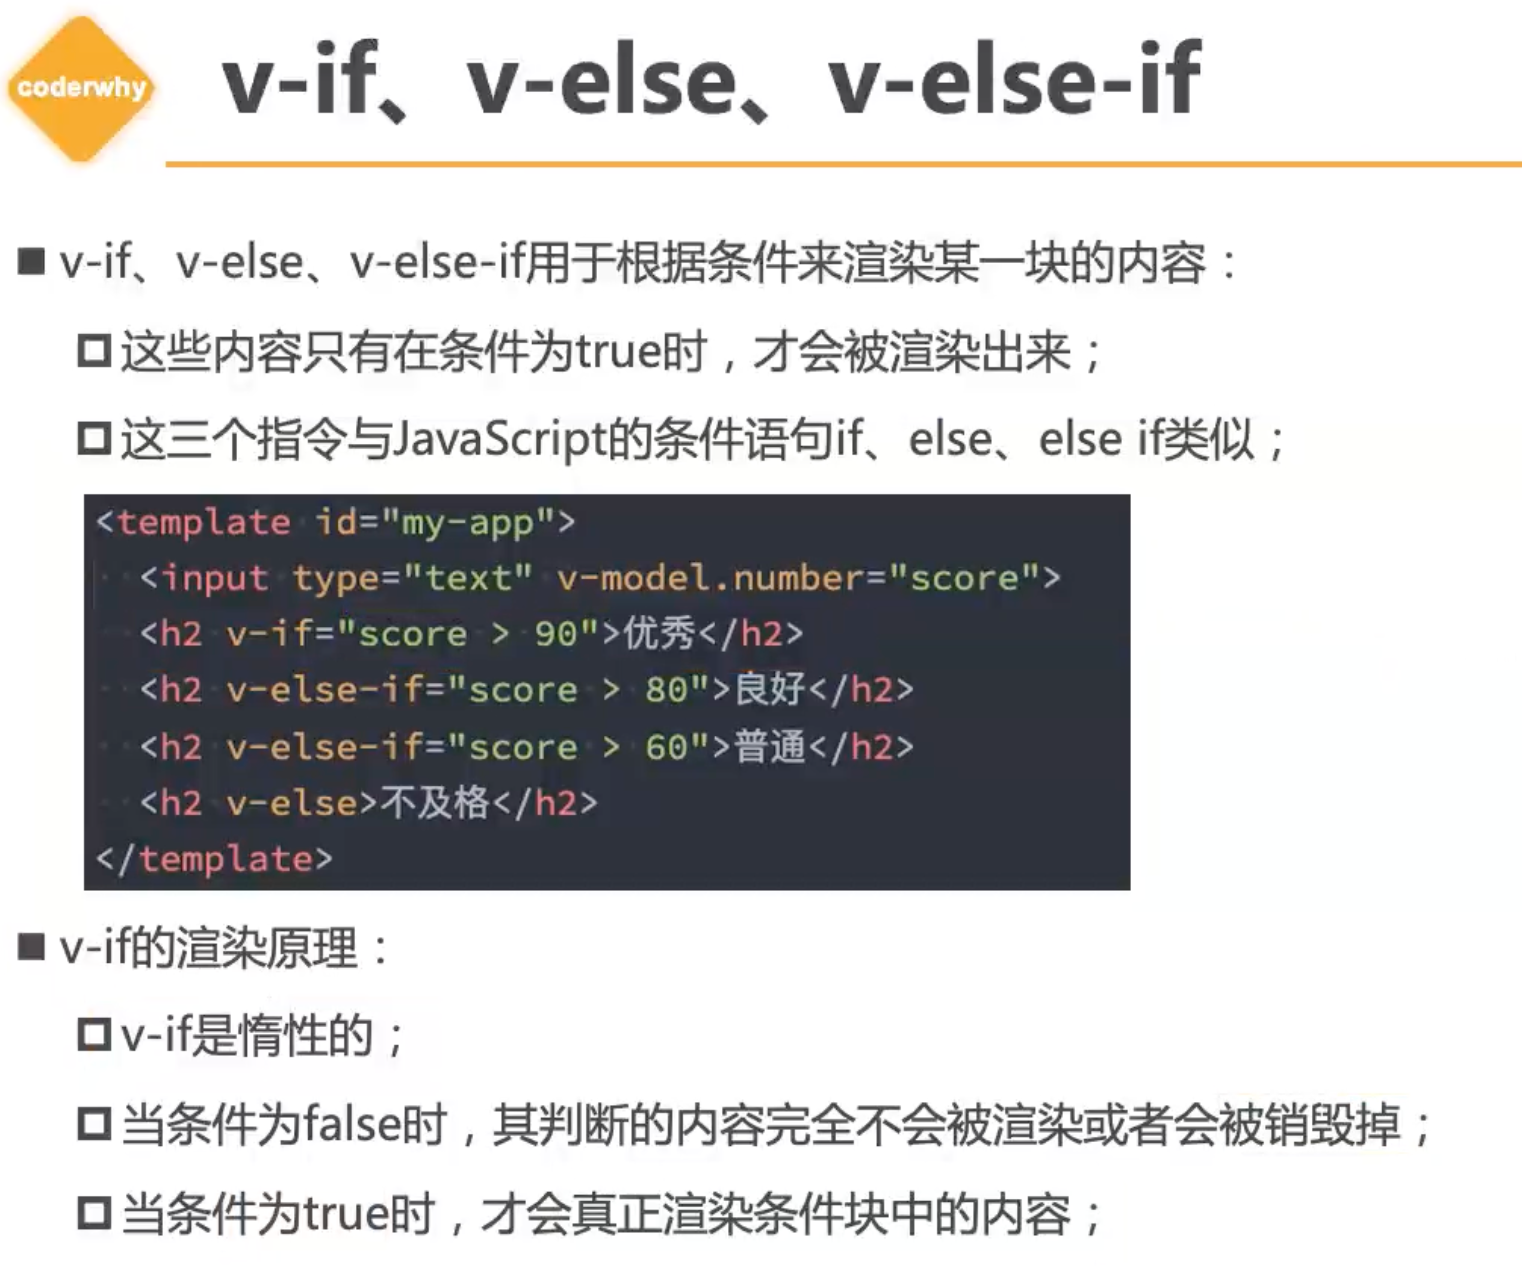 coderwhy
v-if、v-else、v-else-if
v-if、v-else、v-else-if用于根据条件来渲染某一块的内容：
这些内容只有在条件为true时，才会被渲染出来；
这三个指令与JavaScript的条件语句if、else、else if类似；
<template id="my-app">
<input type="text" v-model.number="score">
<h2 v-if="score > 90">优秀</h2>
<h2 v-else-if="score > 80">良好</h2>
<h2 v-else-if="score > 60">普通</h2>
<h2 v-else>不及格</h2>
</template>
v-if的渲染原理：
v-if是惰性的；
当条件为false时，其判断的内容完全不会被渲染或者会被销毁掉；
当条件为true时，才会真正渲染条件块中的内容；